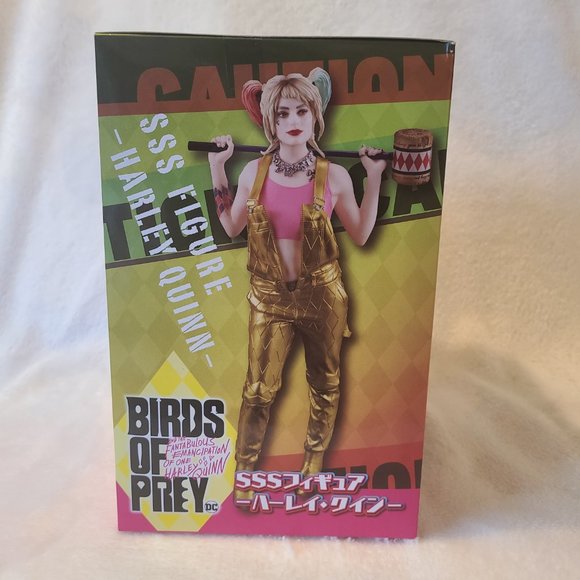 CAUTION
SSS FIGURE
-HARLEY QUINN-
CA
BIRDS
OF
PREY
AND THE
FANTABULOUS
EMANCIPATION
OF ONE
HARLEY QUINN
DC
SSSフィギュア
-ハーレイ・クイン-